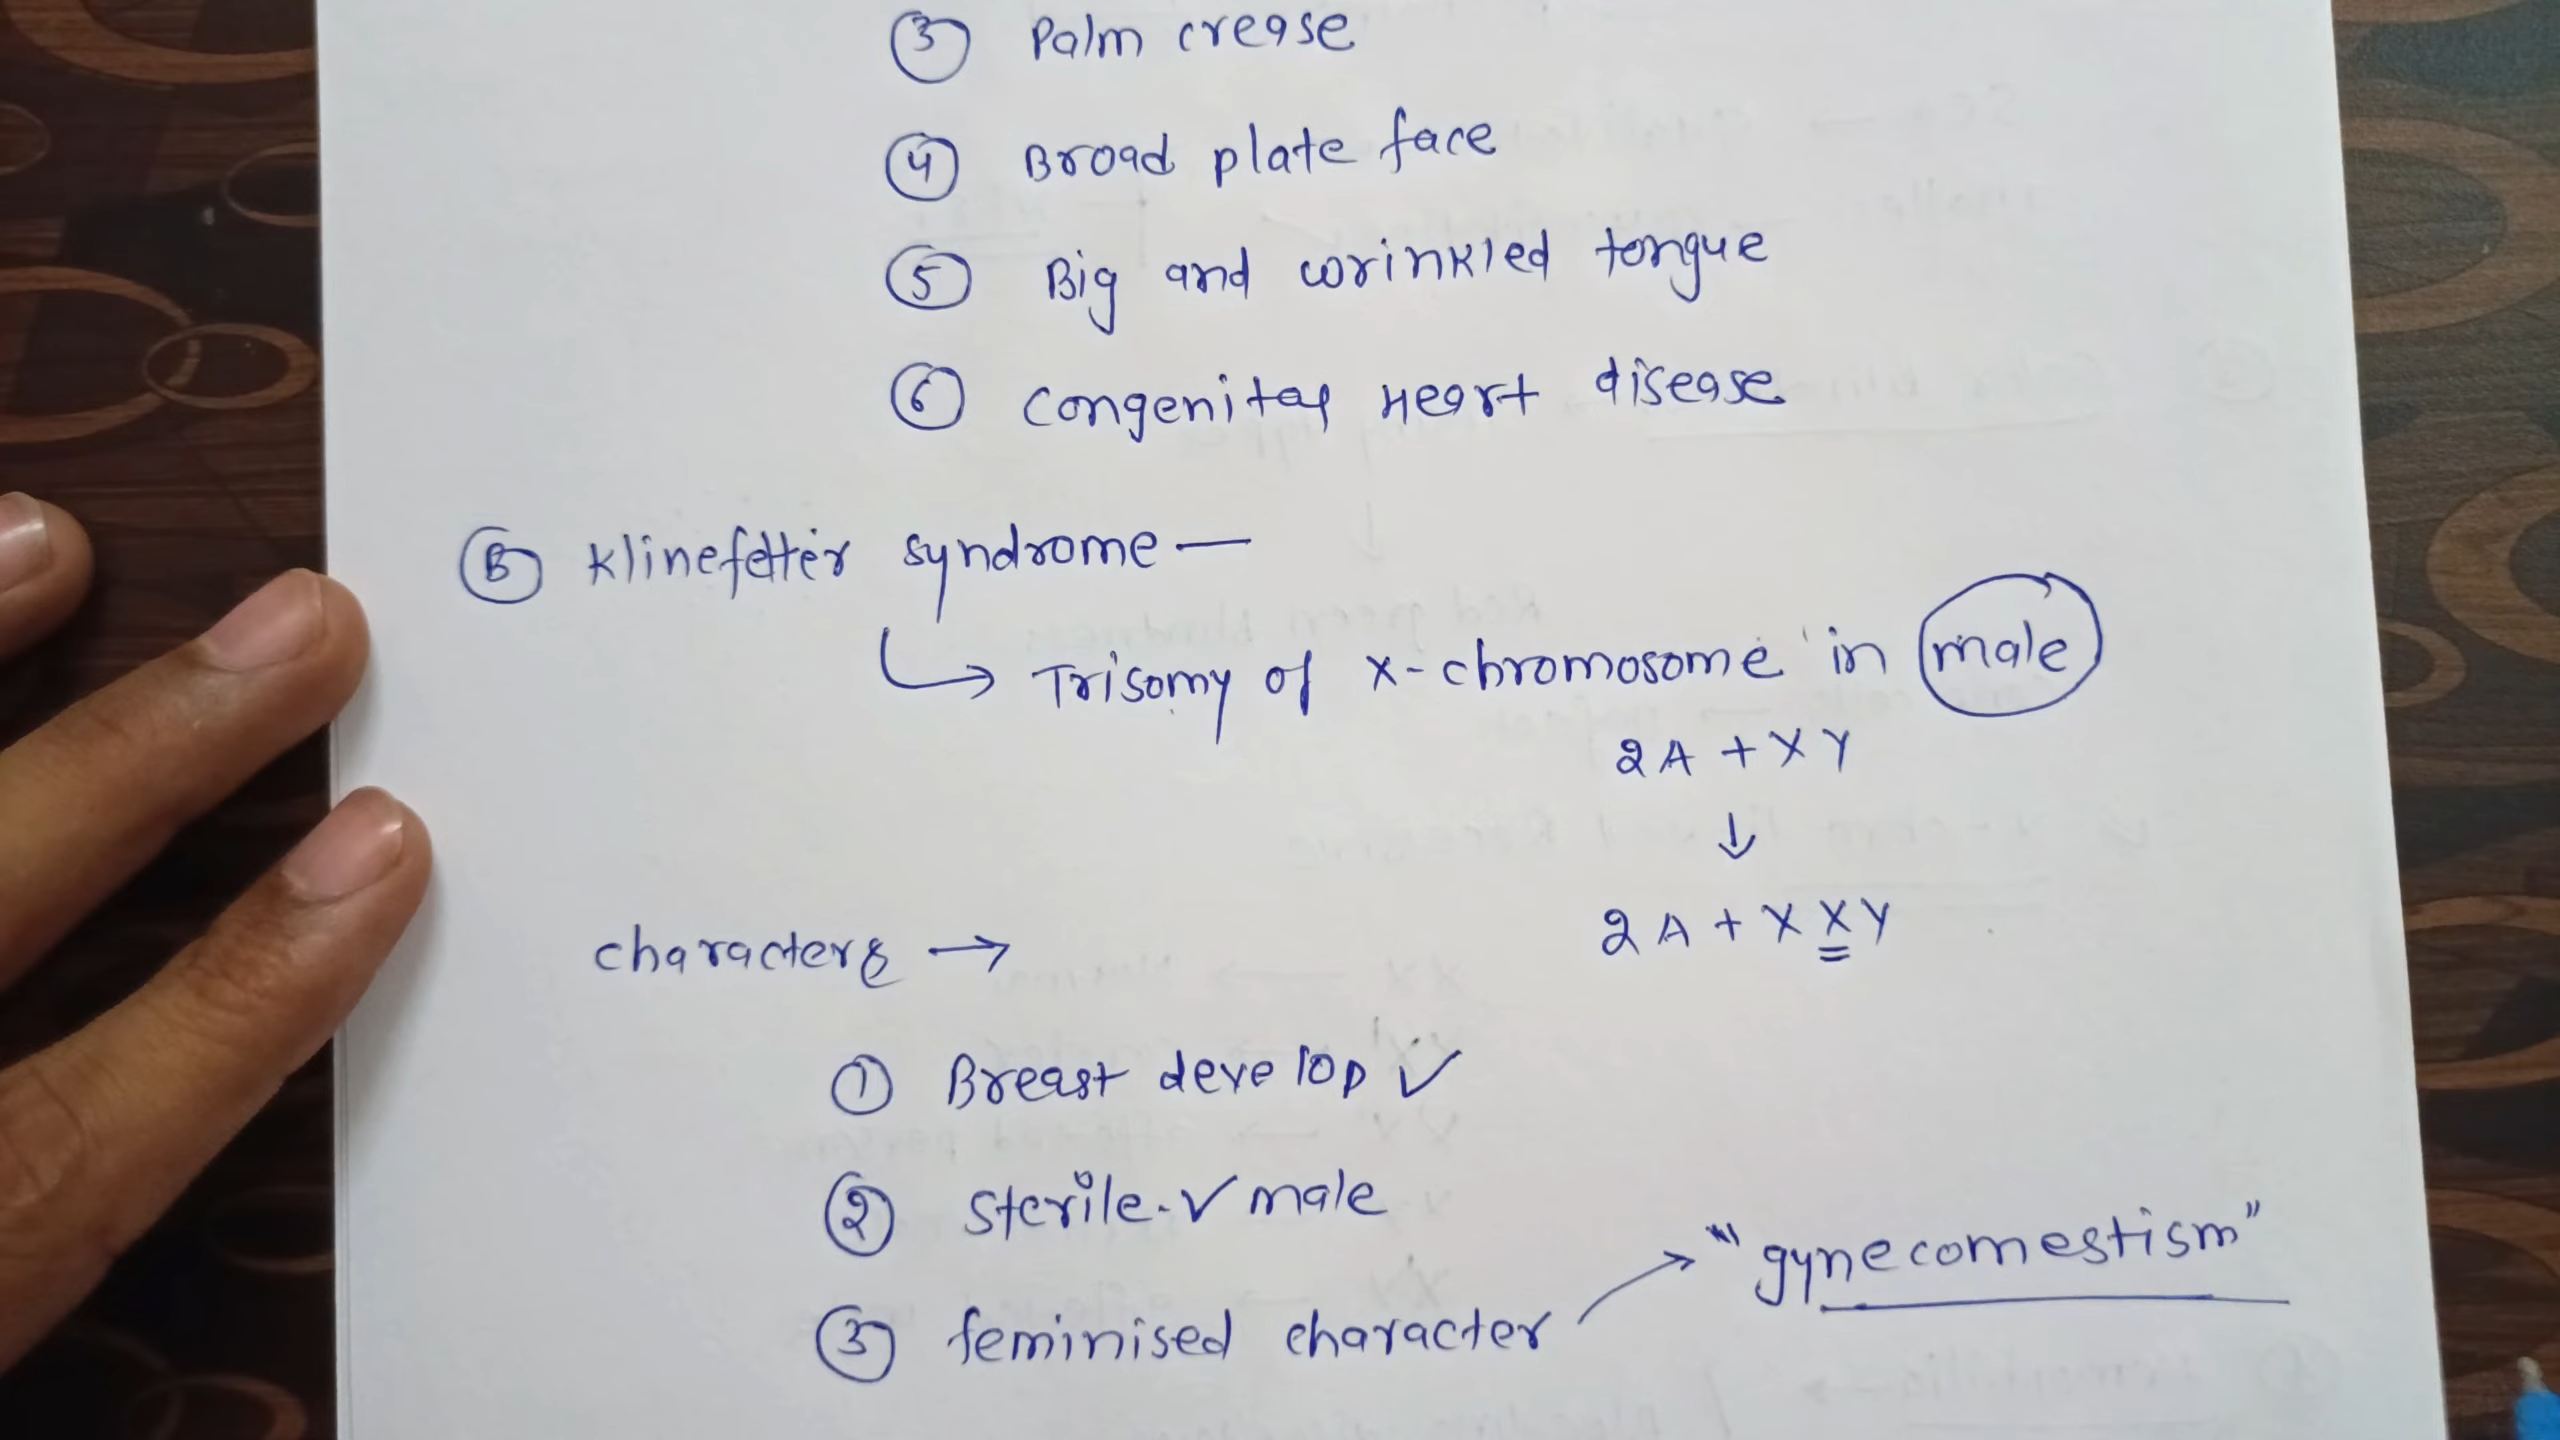 ③ Palm crease
④ Broad plate face
⑤ Big and wrinkled tongue
⑥ Congenital Heart disease
Ⓑ Klinefelter syndrome —
↳ Trisomy of X-chromosome in male
2A + XY
↓
2A + XXY
characters →
① Breast develop ✓
② Sterile. ✓ male
③ feminised character → "gynecomestism"